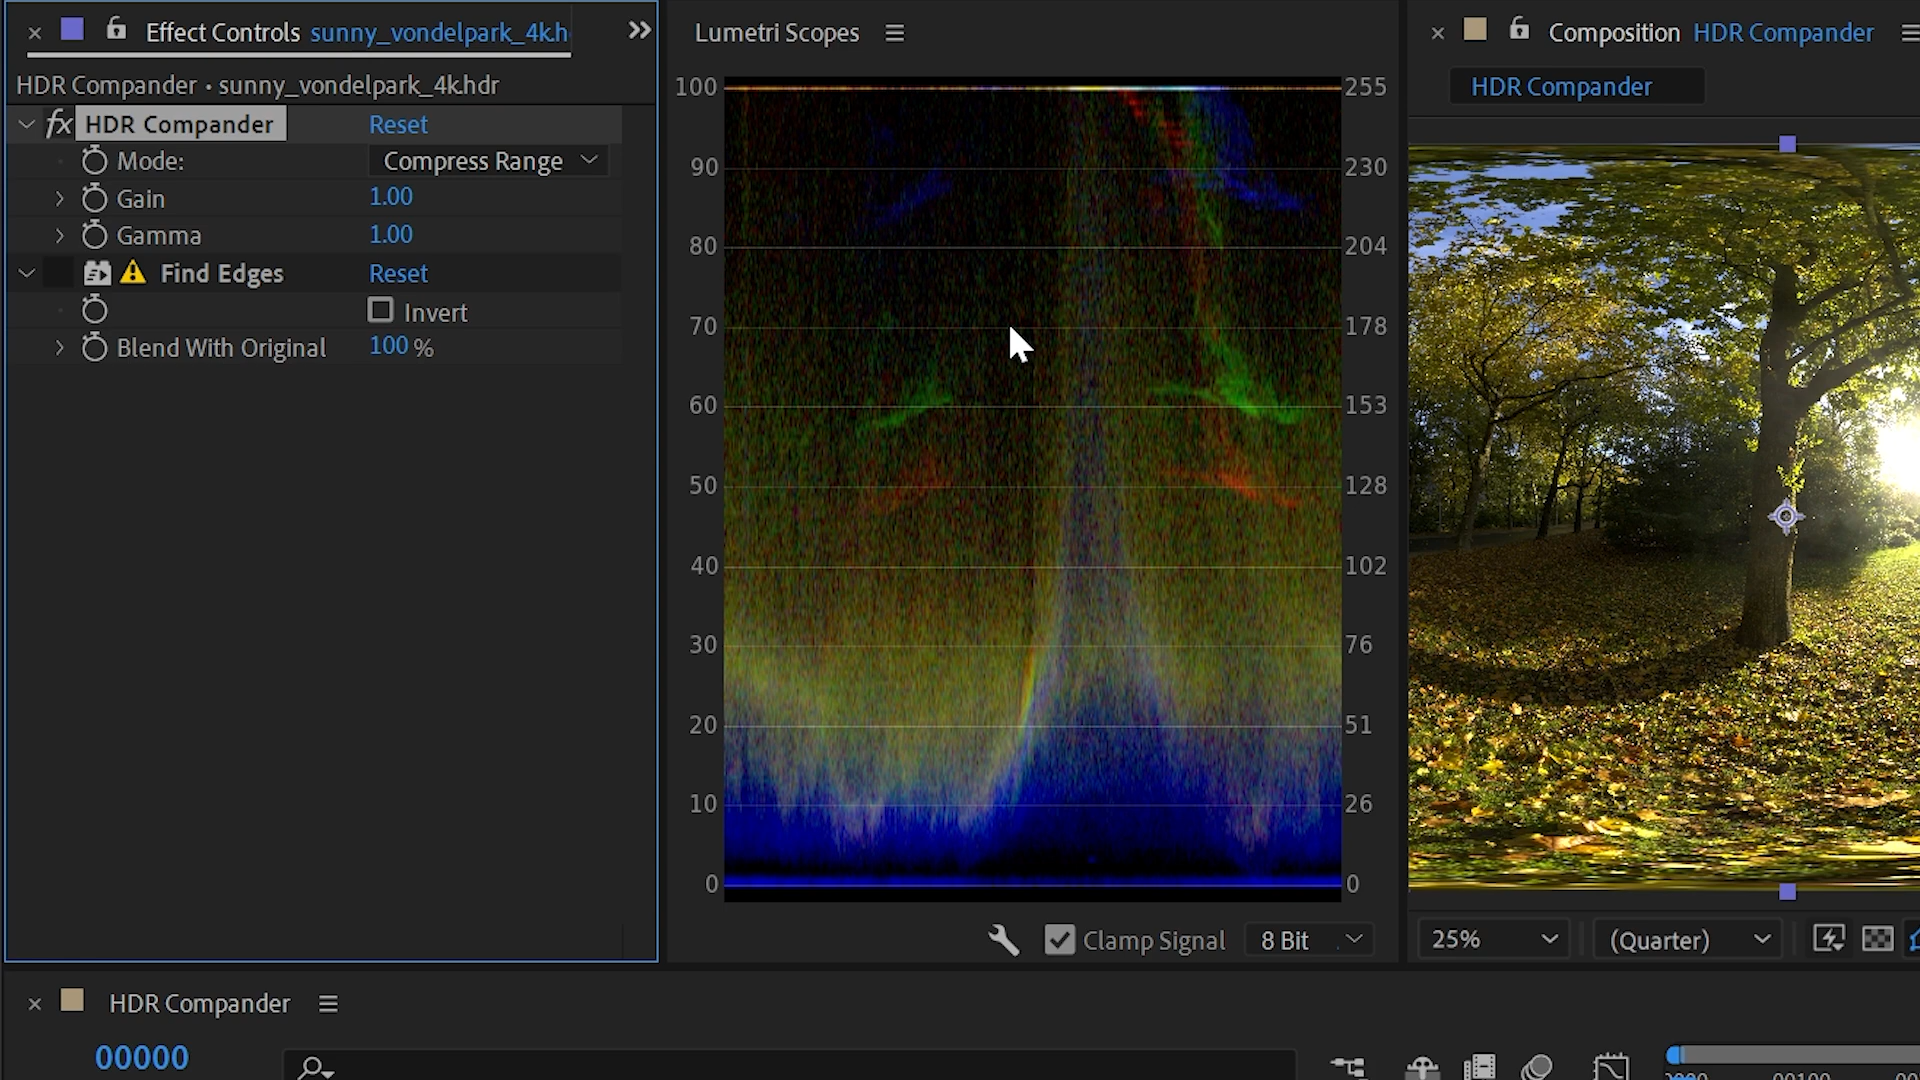 Effect Controls sunny_vondelpark_4k.h
HDR Compander • sunny_vondelpark_4k.hdr
fx HDR Compander Reset
Mode: Compress Range
Gain 1.00
Gamma 1.00
Find Edges Reset
Invert
Blend With Original 100 %
Lumetri Scopes
100 255
90 230
80 204
70 178
60 153
50 128
40 102
30 76
20 51
10 26
0 0
Clamp Signal 8 Bit
Composition HDR Compander
HDR Compander
25% (Quarter)
HDR Compander
00000